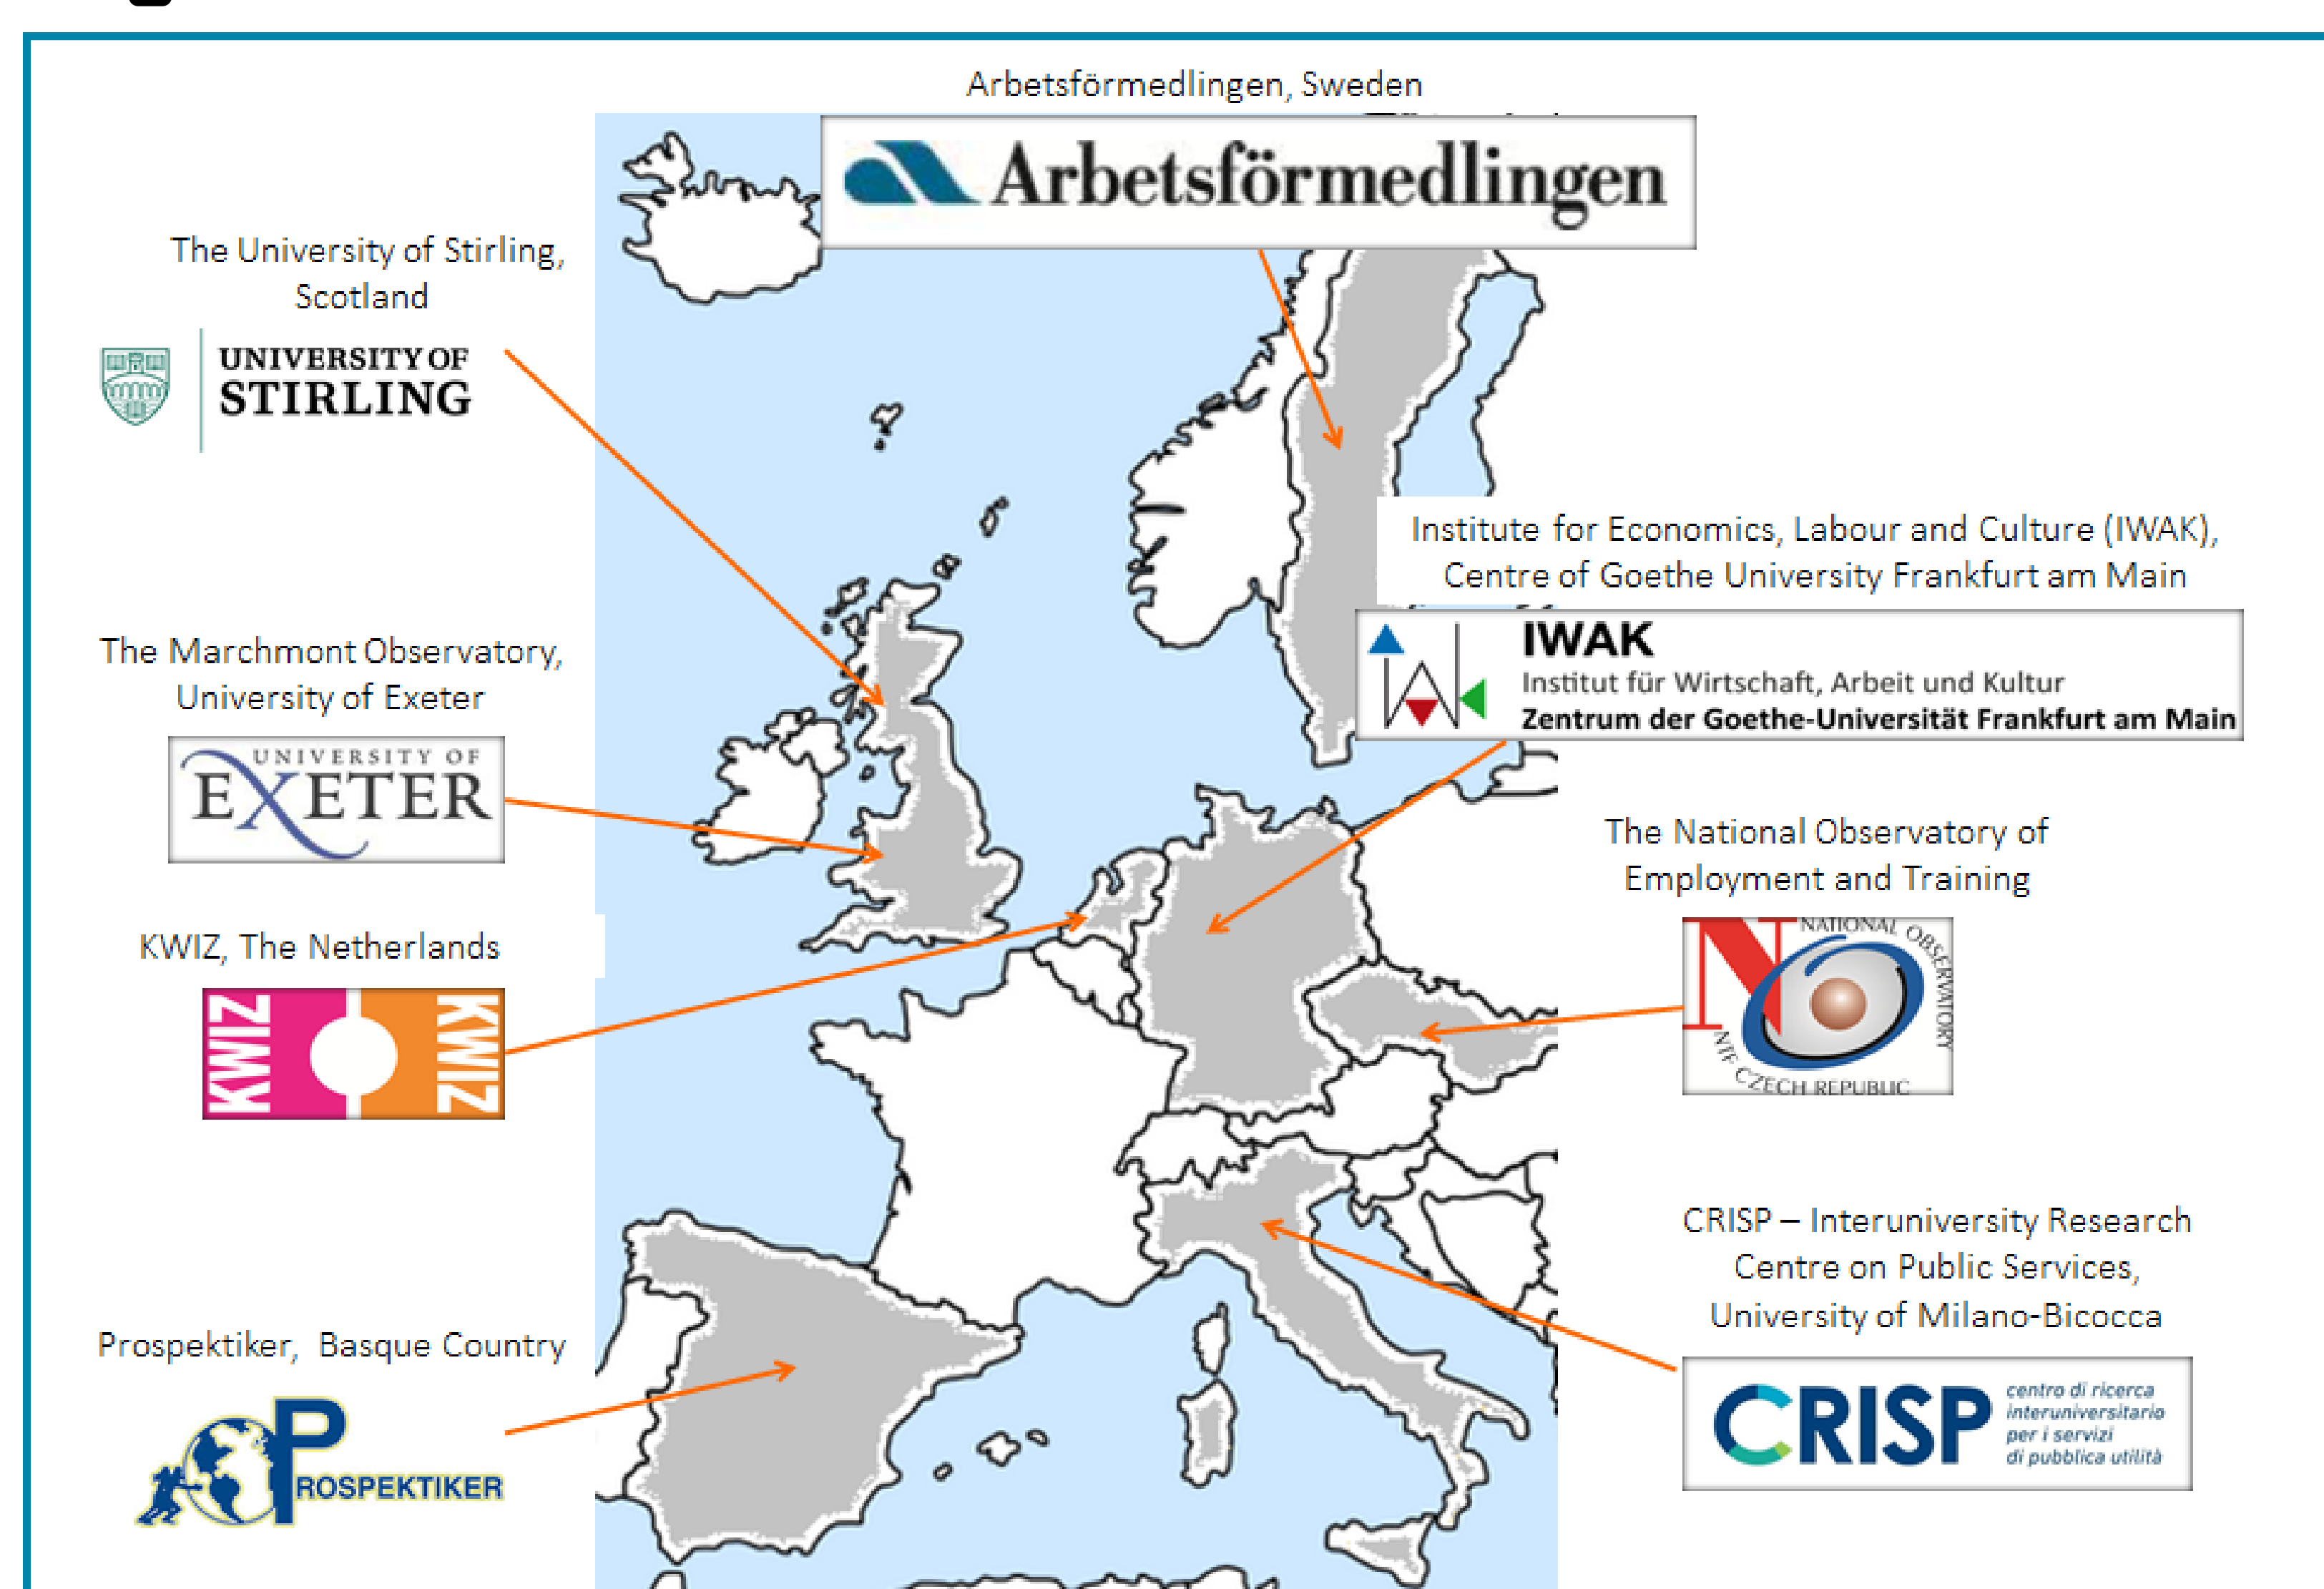 Arbetsförmedlingen, Sweden
Arbetsförmedlingen
The University of Stirling,
Scotland
UNIVERSITY OF
STIRLING
Institute for Economics, Labour and Culture (IWAK),
Centre of Goethe University Frankfurt am Main
IWAK
Institut für Wirtschaft, Arbeit und Kultur
Zentrum der Goethe-Universität Frankfurt am Main
The Marchmont Observatory,
University of Exeter
UNIVERSITY OF
EXETER
The National Observatory of
Employment and Training
NATIONAL OBSERVATORY
NTF CZECH REPUBLIC
KWIZ, The Netherlands
KWIZ
KWIZ
CRISP – Interuniversity Research
Centre on Public Services,
University of Milano-Bicocca
CRISP
centro di ricerca
interuniversitario
per i servizi
di pubblica utilità
Prospektiker, Basque Country
PROSPEKTIKER